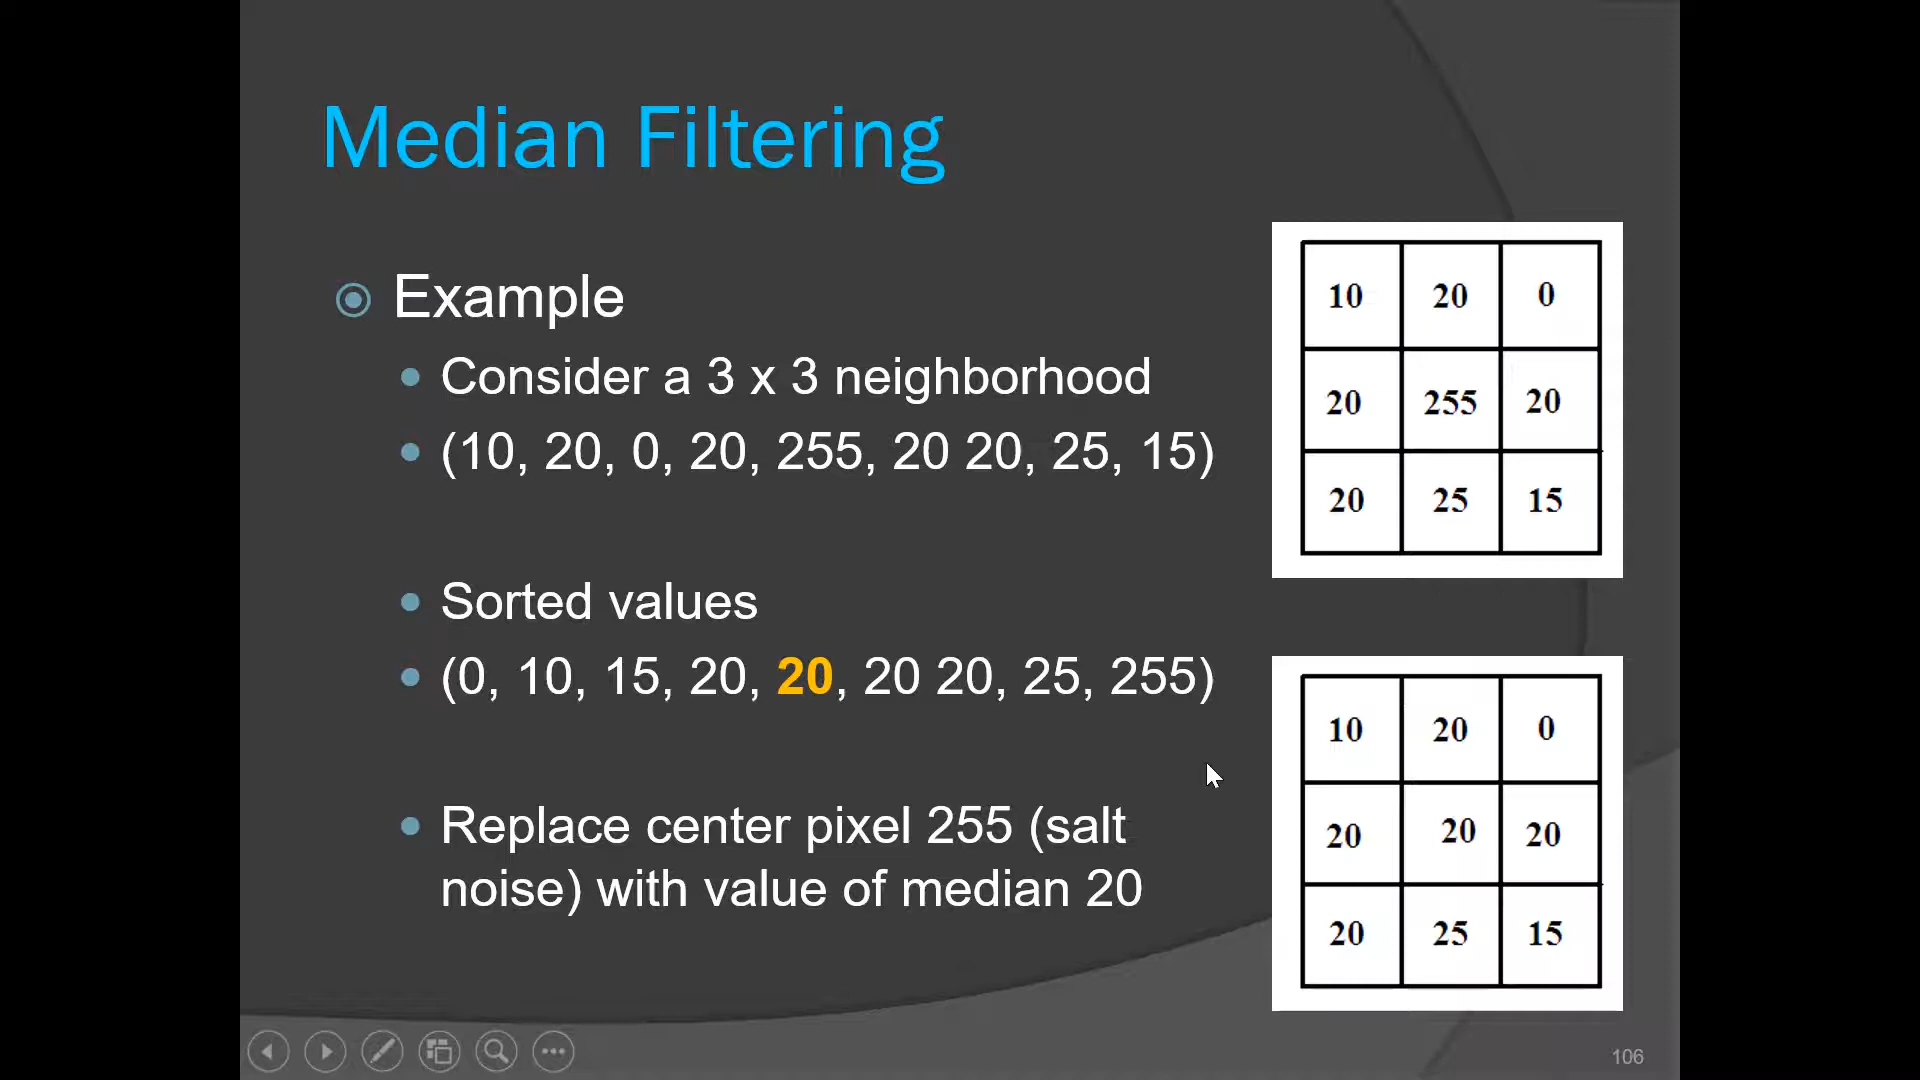 Median Filtering
Example
Consider a 3 x 3 neighborhood
(10, 20, 0, 20, 255, 20 20, 25, 15)
Sorted values
(0, 10, 15, 20, 20, 20 20, 25, 255)
Replace center pixel 255 (salt
noise) with value of median 20
10 20 0
20 255 20
20 25 15
10 20 0
20 20 20
20 25 15
106